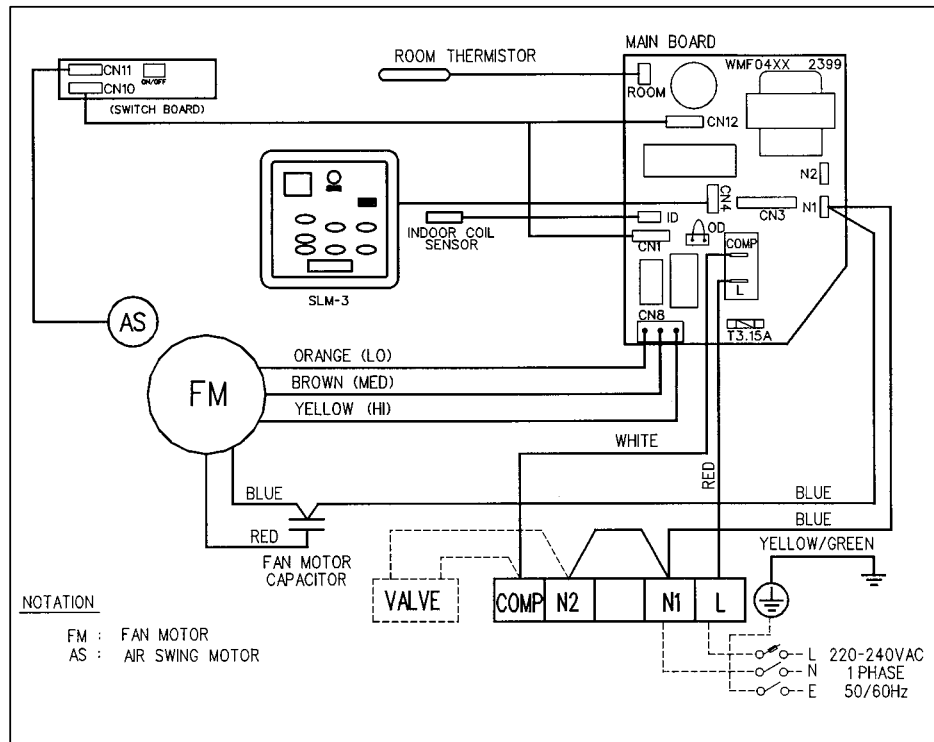 MAIN BOARD
ROOM THERMISTOR
WMF04XX 2399
CN11
ON/OFF
CN10
(SWITCH BOARD)
ROOM
CN12
N2
CN4
CN3
N1
ID
INDOOR COIL
SENSOR
CN1
OD
COMP
L
SLM-3
CN8
T3.15A
AS
ORANGE (LO)
FM
BROWN (MED)
YELLOW (HI)
WHITE
RED
BLUE
BLUE
BLUE
RED
FAN MOTOR
CAPACITOR
YELLOW/GREEN
VALVE
COMP N2 N1 L
NOTATION
FM : FAN MOTOR
AS : AIR SWING MOTOR
L 220-240VAC
N 1 PHASE
E 50/60Hz